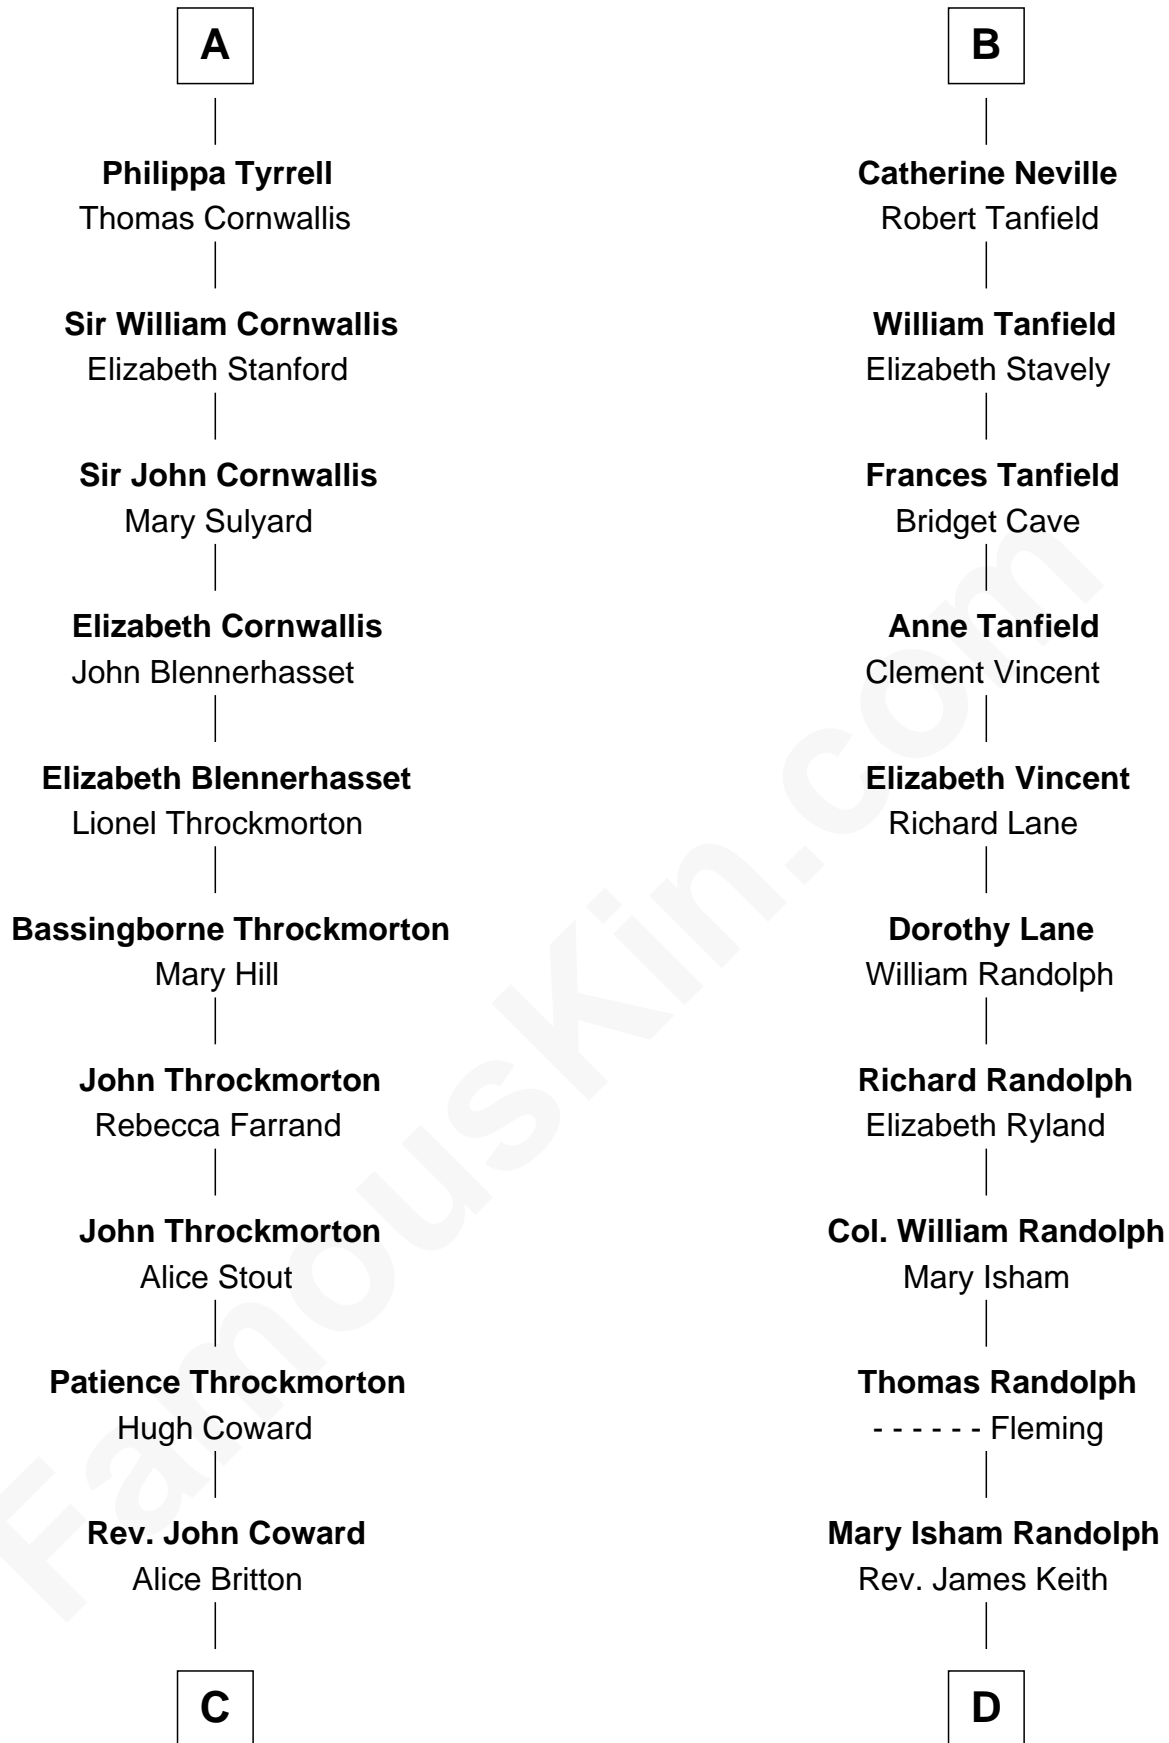 A
Philippa Tyrrell
Thomas Cornwallis
Sir William Cornwallis
Elizabeth Stanford
Sir John Cornwallis
Mary Sulyard
Elizabeth Cornwallis
John Blennerhasset
Elizabeth Blennerhasset
Lionel Throckmorton
Bassingborne Throckmorton
Mary Hill
John Throckmorton
Rebecca Farrand
John Throckmorton
Alice Stout
Patience Throckmorton
Hugh Coward
Rev. John Coward
Alice Britton
C
B
Catherine Neville
Robert Tanfield
William Tanfield
Elizabeth Stavely
Frances Tanfield
Bridget Cave
Anne Tanfield
Clement Vincent
Elizabeth Vincent
Richard Lane
Dorothy Lane
William Randolph
Richard Randolph
Elizabeth Ryland
Col. William Randolph
Mary Isham
Thomas Randolph
- - - - - - Fleming
Mary Isham Randolph
Rev. James Keith
D
FamousKin.com